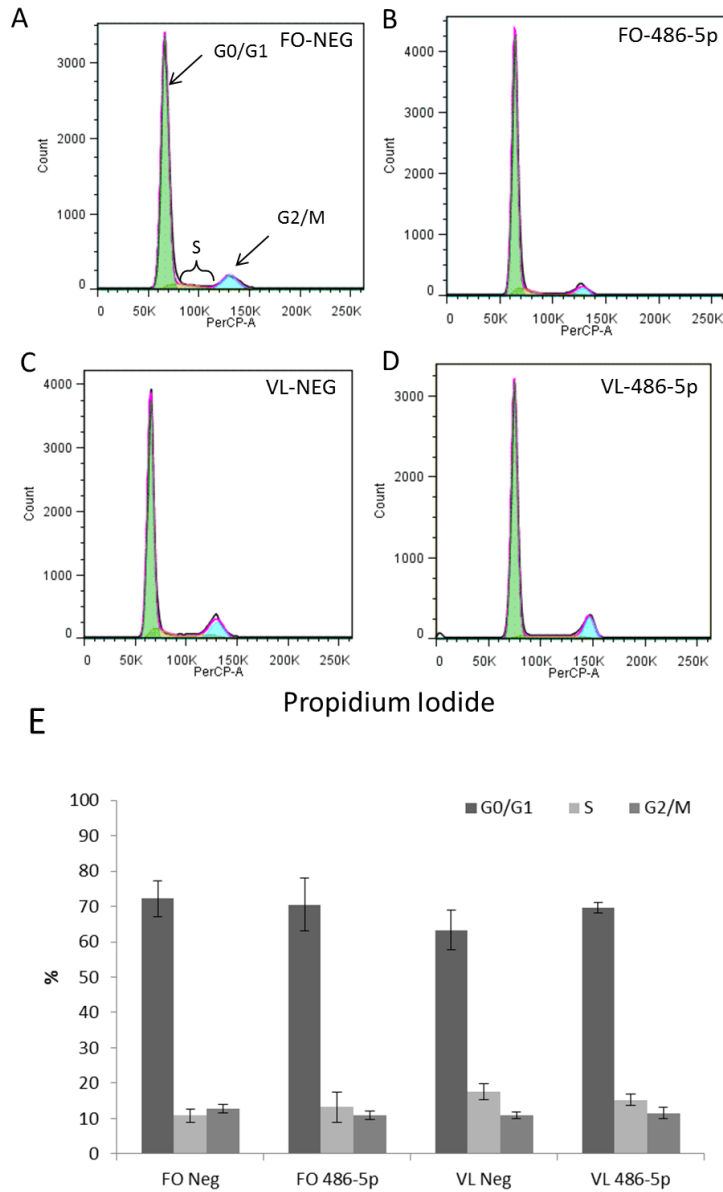 A
FO-NEG
G0/G1
S
G2/M
Count
3000
2000
1000
0
0 50K 100K 150K 200K 250K
PerCP-A
B
FO-486-5p
Count
4000
3000
2000
1000
0
0 50K 100K 150K 200K 250K
PerCP-A
C
VL-NEG
Count
4000
3000
2000
1000
0
0 50K 100K 150K 200K 250K
PerCP-A
D
VL-486-5p
Count
3000
2000
1000
0
0 50K 100K 150K 200K 250K
PerCP-A
Propidium Iodide
E
G0/G1 S G2/M
%
100
90
80
70
60
50
40
30
20
10
0
FO Neg FO 486-5p VL Neg VL 486-5p